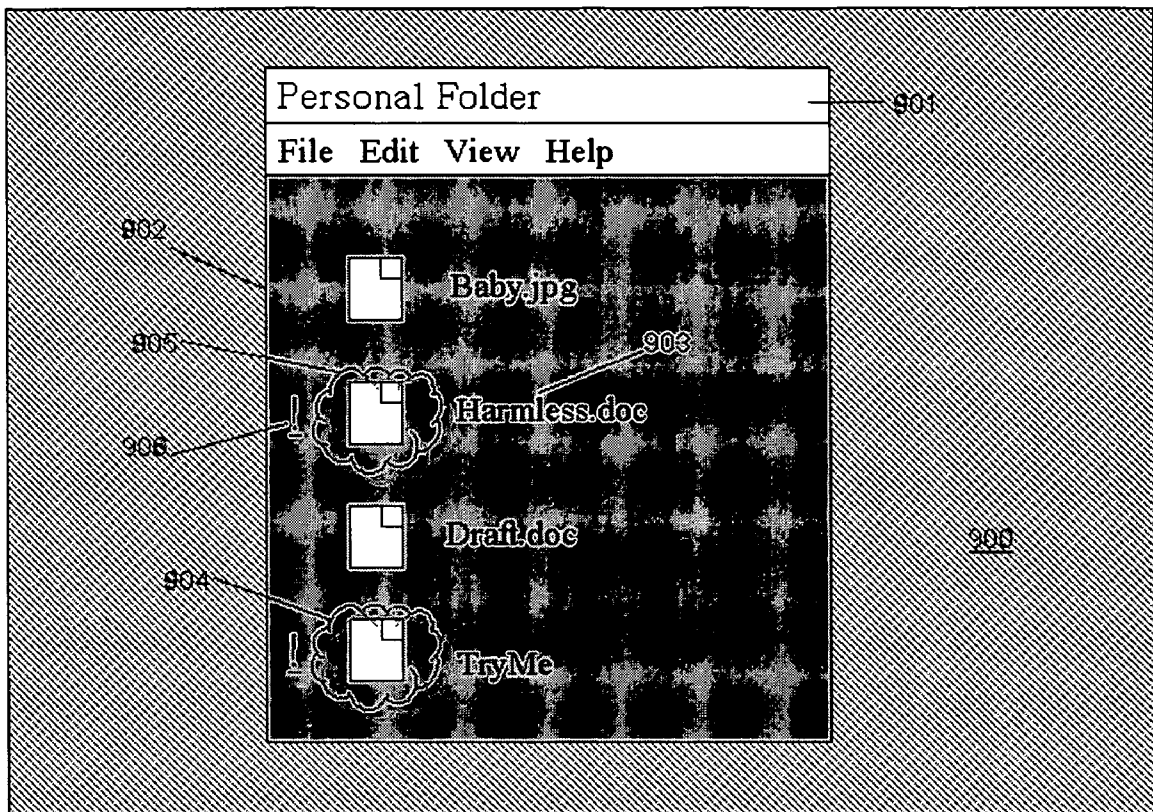 Personal Folder
901
File Edit View Help
902
Baby.jpg
905
903
Harmless.doc
!
906
Draft.doc
900
904
!
TryMe